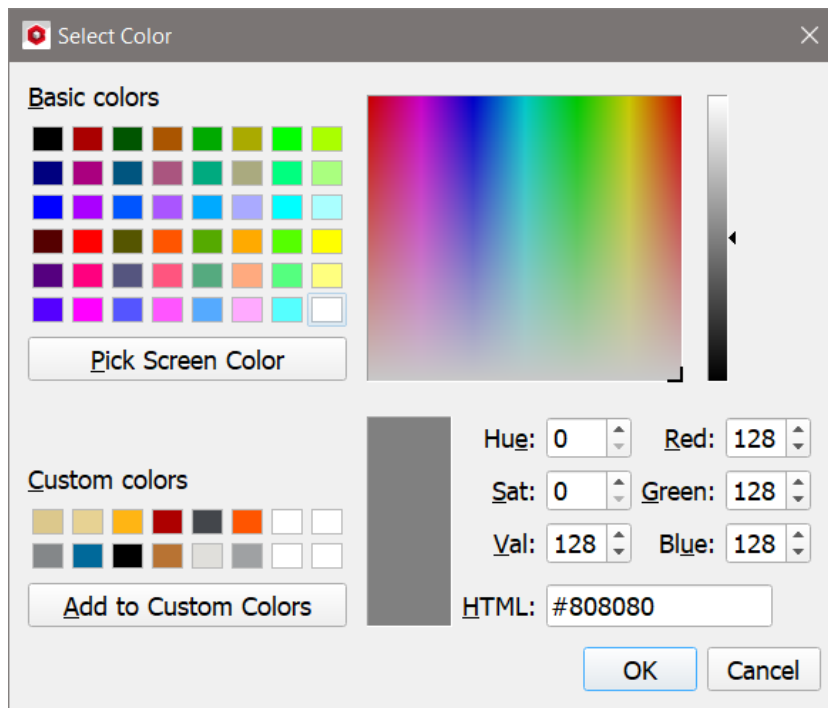 Select Color
Basic colors
Pick Screen Color
Custom colors
Add to Custom Colors
Hue: 0 Red: 128
Sat: 0 Green: 128
Val: 128 Blue: 128
HTML: #808080
OK Cancel